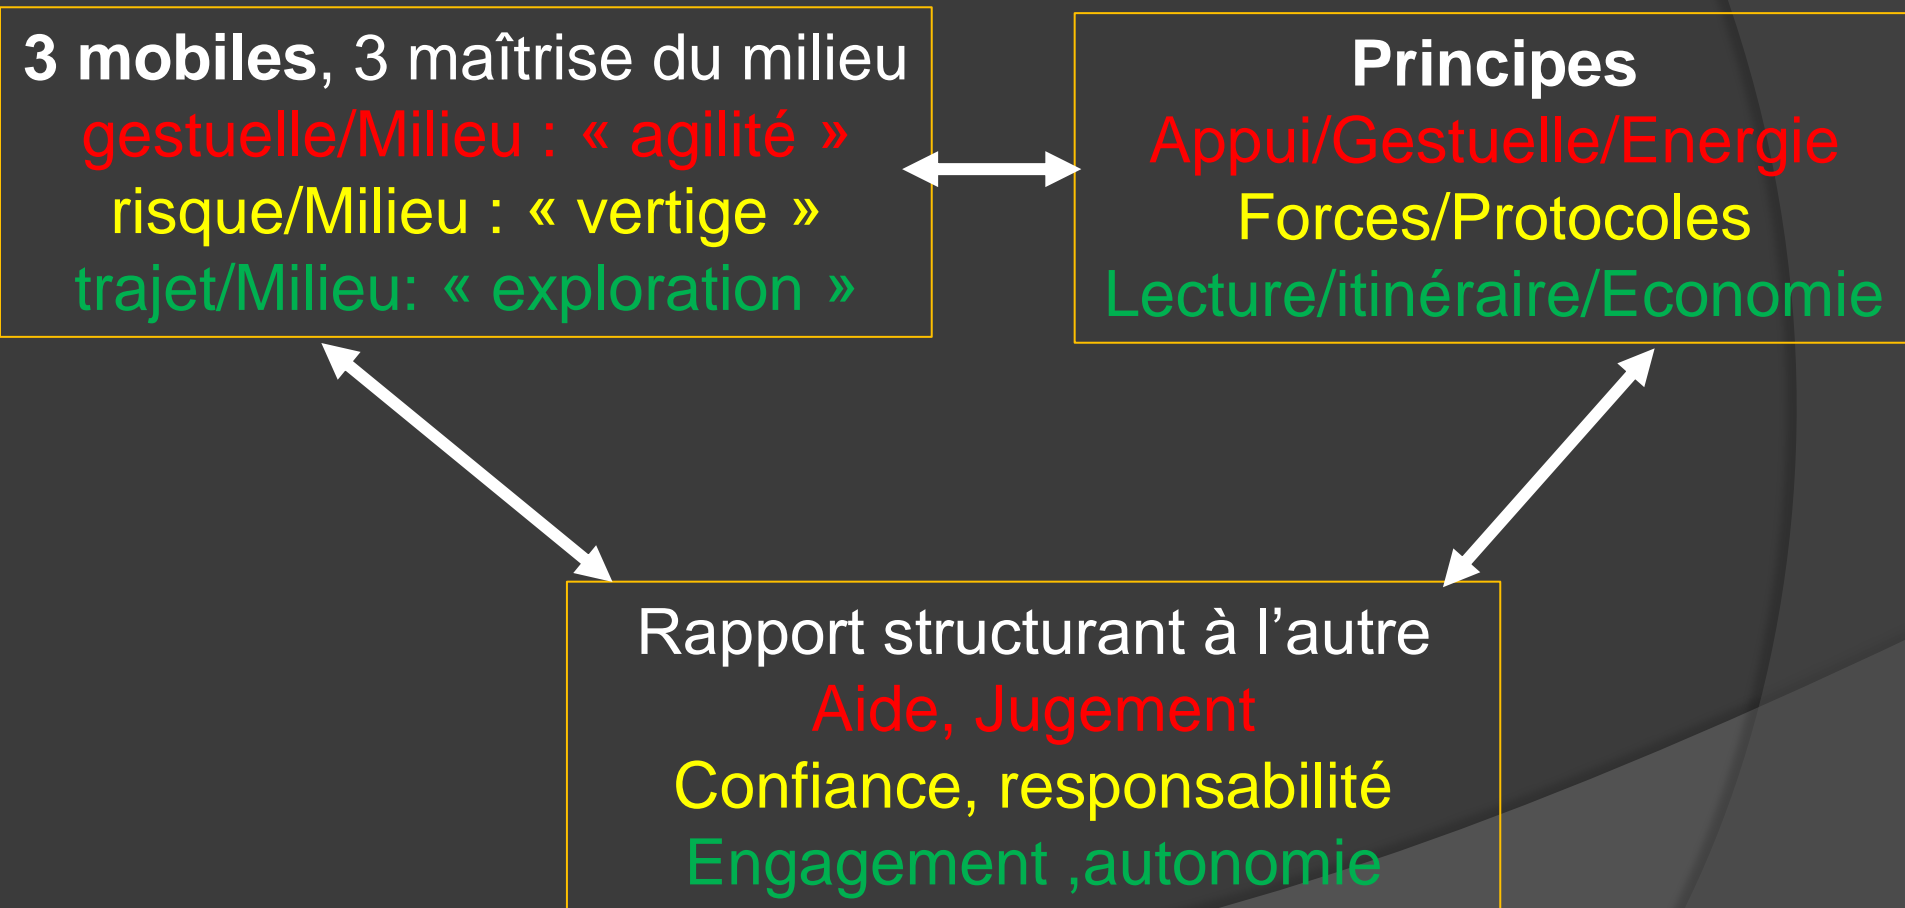 3 mobiles, 3 maîtrise du milieu
gestuelle/Milieu : « agilité »
risque/Milieu : « vertige »
trajet/Milieu: « exploration »
Principes
Appui/Gestuelle/Energie
Forces/Protocoles
Lecture/itinéraire/Economie
Rapport structurant à l’autre
Aide, Jugement
Confiance, responsabilité
Engagement ,autonomie